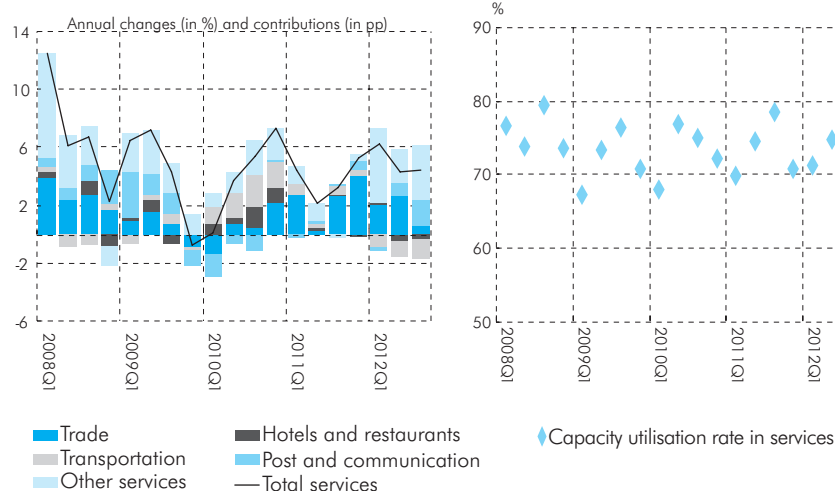 Annual changes (in %) and contributions (in pp)
14
10
6
2
-2
-6
2008Q1
2009Q1
2010Q1
2011Q1
2012Q1
Trade
Transportation
Other services
Hotels and restaurants
Post and communication
Total services
%
90
80
70
60
50
2008Q1
2009Q1
2010Q1
2011Q1
2012Q1
Capacity utilisation rate in services